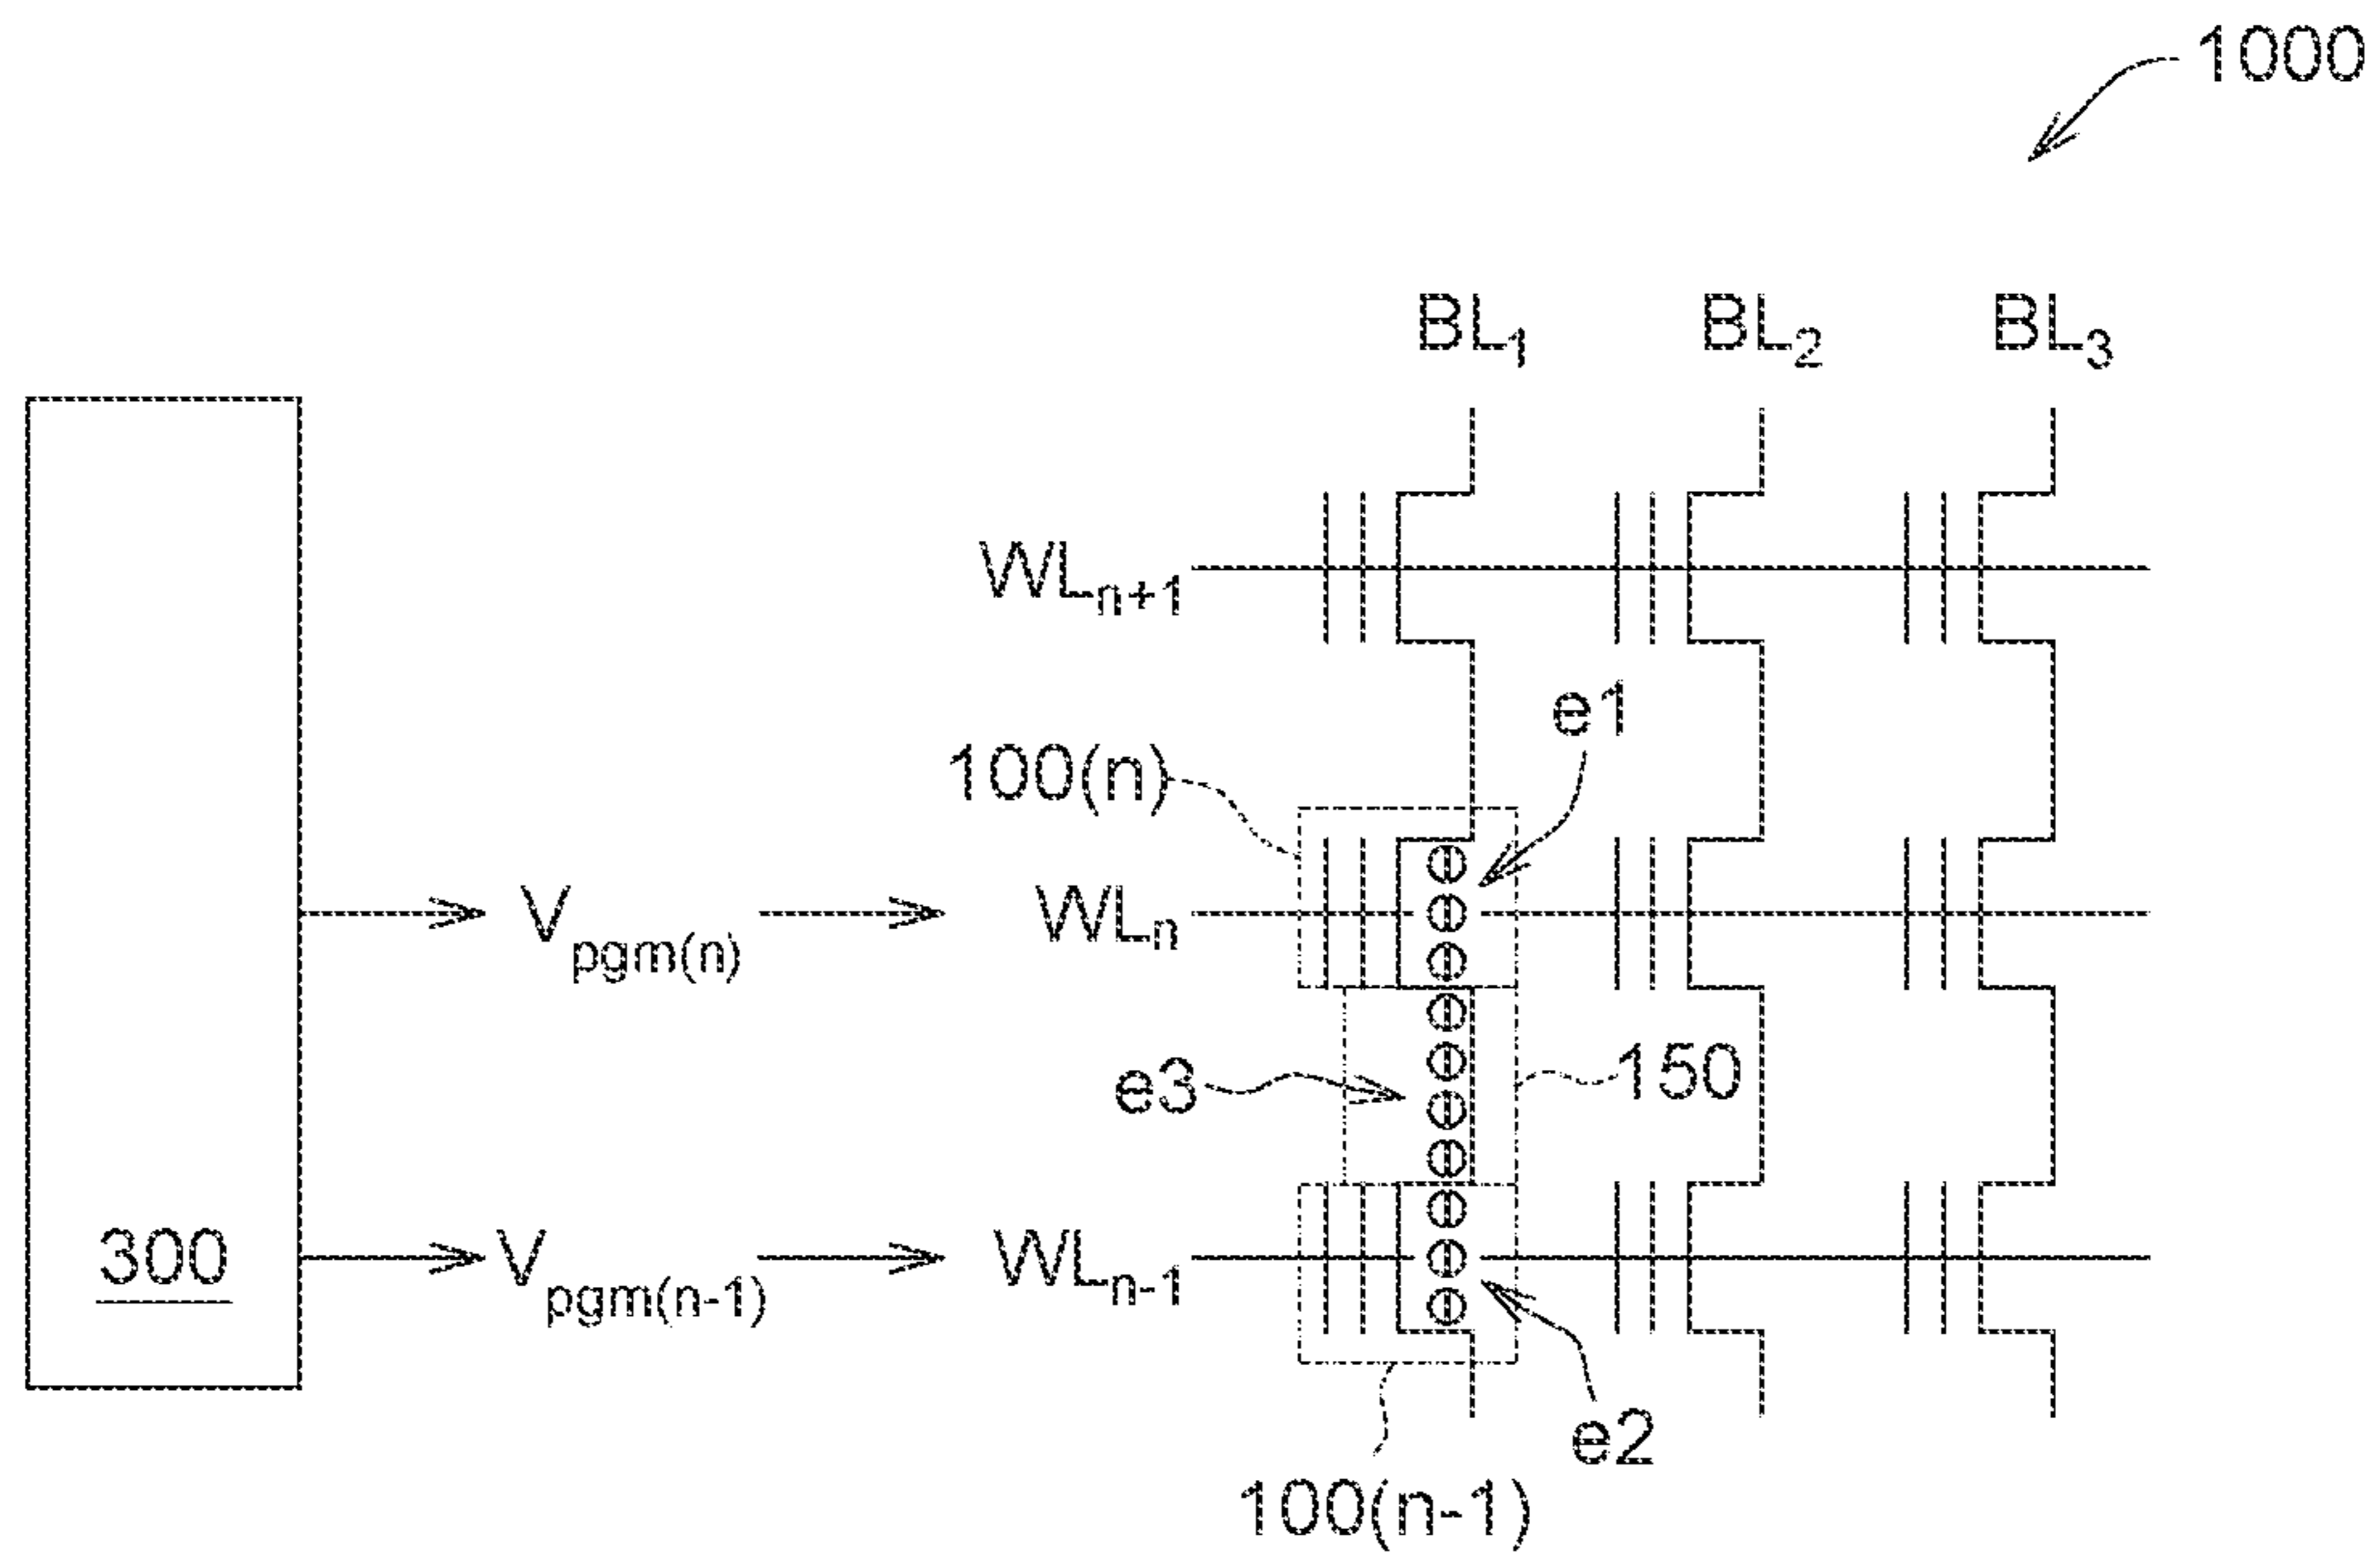 1000
BL1 BL2 BL3
WLn+1
e1
100(n)
Vpgm(n) WLn
e3 150
300 Vpgm(n-1) WLn-1
e2
100(n-1)